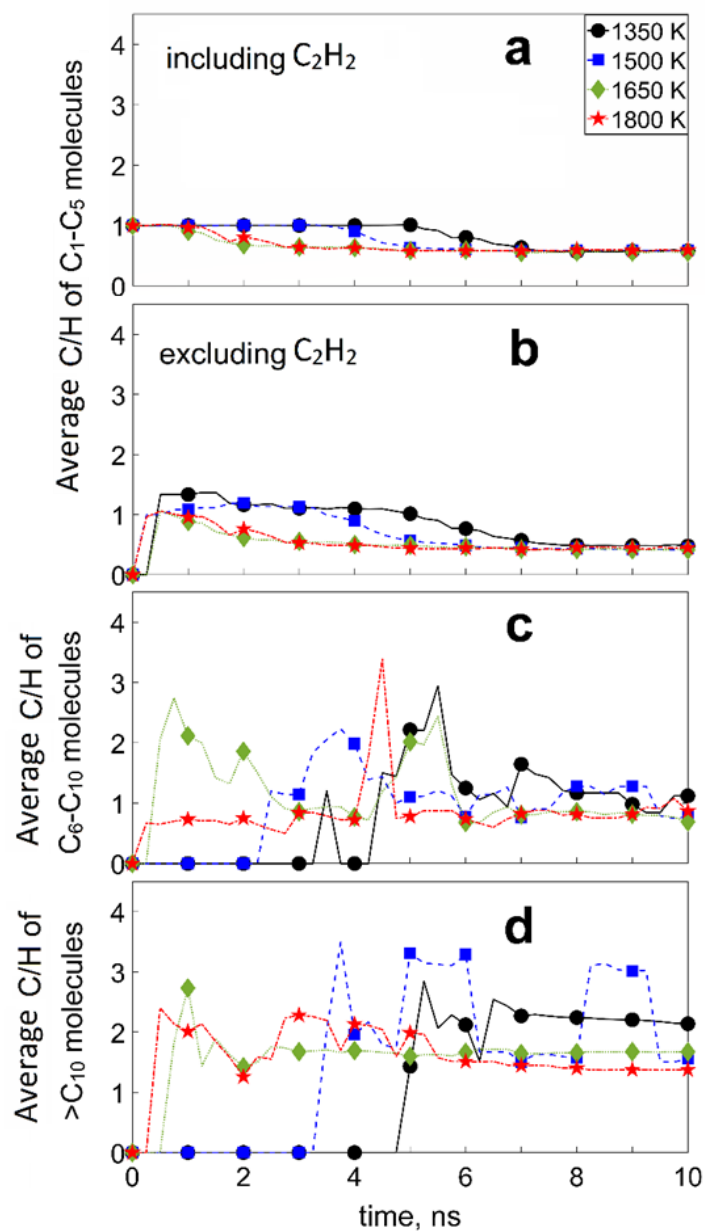 including C₂H₂
a
1350 K
1500 K
1650 K
1800 K
4
3
2
1
0
Average C/H of C₁-C₅ molecules
excluding C₂H₂
b
4
3
2
1
0
Average C/H of
C₆-C₁₀ molecules
c
4
3
2
1
0
Average C/H of
>C₁₀ molecules
d
4
3
2
1
0
0 2 4 6 8 10
time, ns